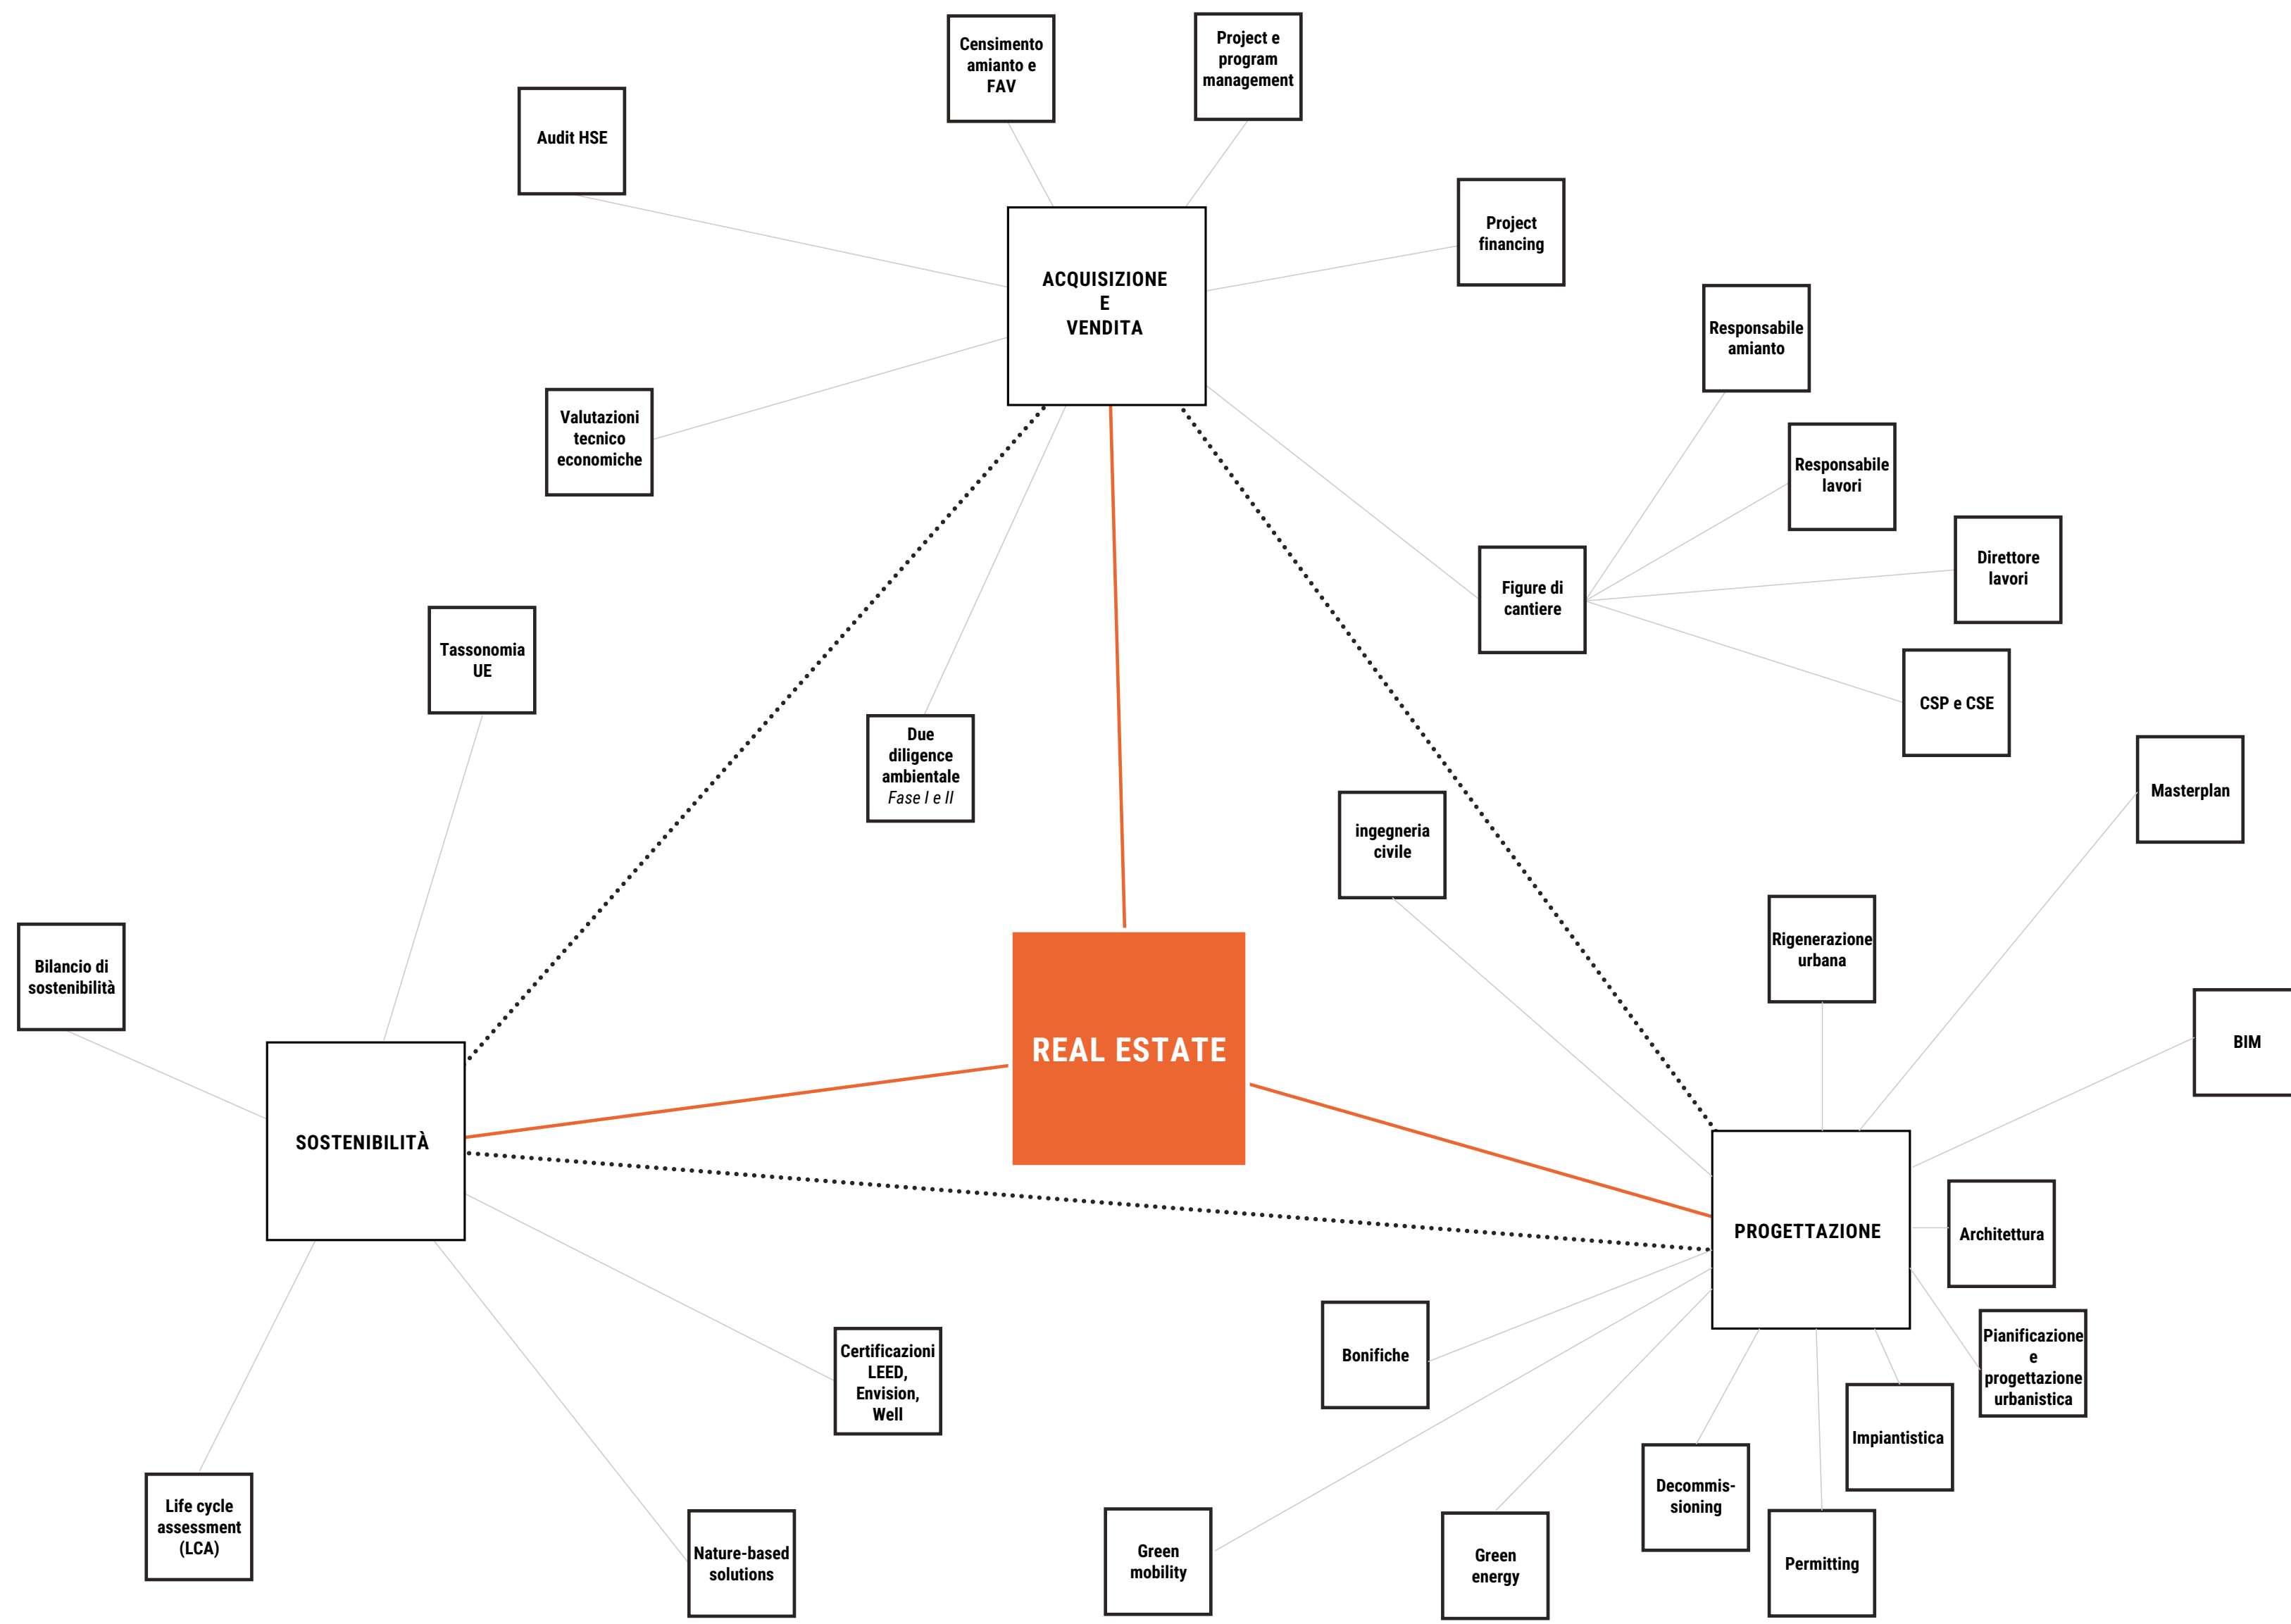 Censimento
amianto e
FAV
Project e
program
management
Audit HSE
Project
financing
ACQUISIZIONE
E
VENDITA
Responsabile
amianto
Valutazioni
tecnico
economiche
Responsabile
lavori
Direttore
lavori
Figure di
cantiere
Tassonomia
UE
CSP e CSE
Due
diligence
ambientale
Fase I e II
Masterplan
ingegneria
civile
Rigenerazione
urbana
Bilancio di
sostenibilità
BIM
REAL ESTATE
SOSTENIBILITÀ
PROGETTAZIONE
Architettura
Certificazioni
LEED,
Envision,
Well
Bonifiche
Pianificazione
e
progettazione
urbanistica
Impiantistica
Decommis-
sioning
Life cycle
assessment
(LCA)
Nature-based
solutions
Green
mobility
Green
energy
Permitting